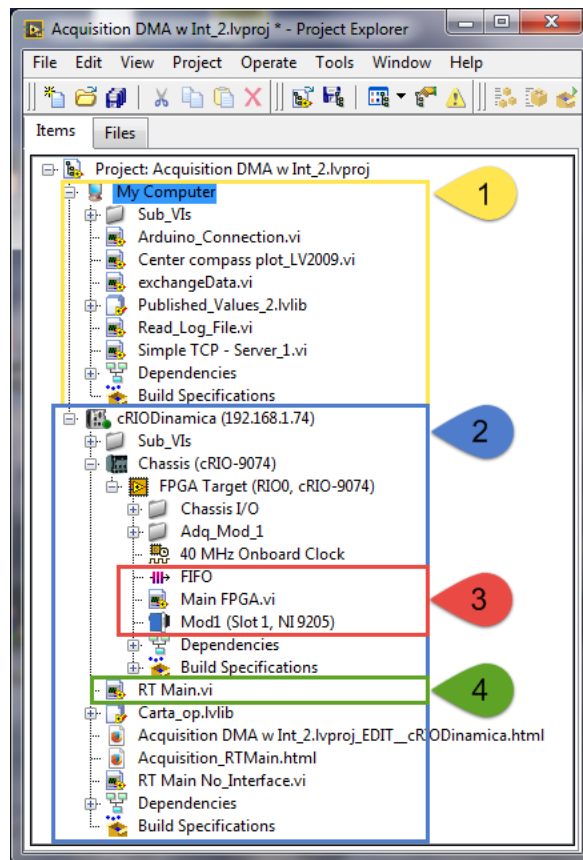 Acquisition DMA w Int_2.lvproj * - Project Explorer
File Edit View Project Operate Tools Window Help
Items Files
Project: Acquisition DMA w Int_2.lvproj
My Computer
1
Sub_VIs
Arduino_Connection.vi
Center compass plot_LV2009.vi
exchangeData.vi
Published_Values_2.lvlib
Read_Log_File.vi
Simple TCP - Server_1.vi
Dependencies
Build Specifications
cRIODinamica (192.168.1.74)
2
Sub_VIs
Chassis (cRIO-9074)
FPGA Target (RIO0, cRIO-9074)
Chassis I/O
Adq_Mod_1
40 MHz Onboard Clock
FIFO
Main FPGA.vi
3
Mod1 (Slot 1, NI 9205)
Dependencies
Build Specifications
RT Main.vi
4
Carta_op.lvlib
Acquisition DMA w Int_2.lvproj_EDIT__cRIODinamica.html
Acquisition_RTMain.html
RT Main No_Interface.vi
Dependencies
Build Specifications